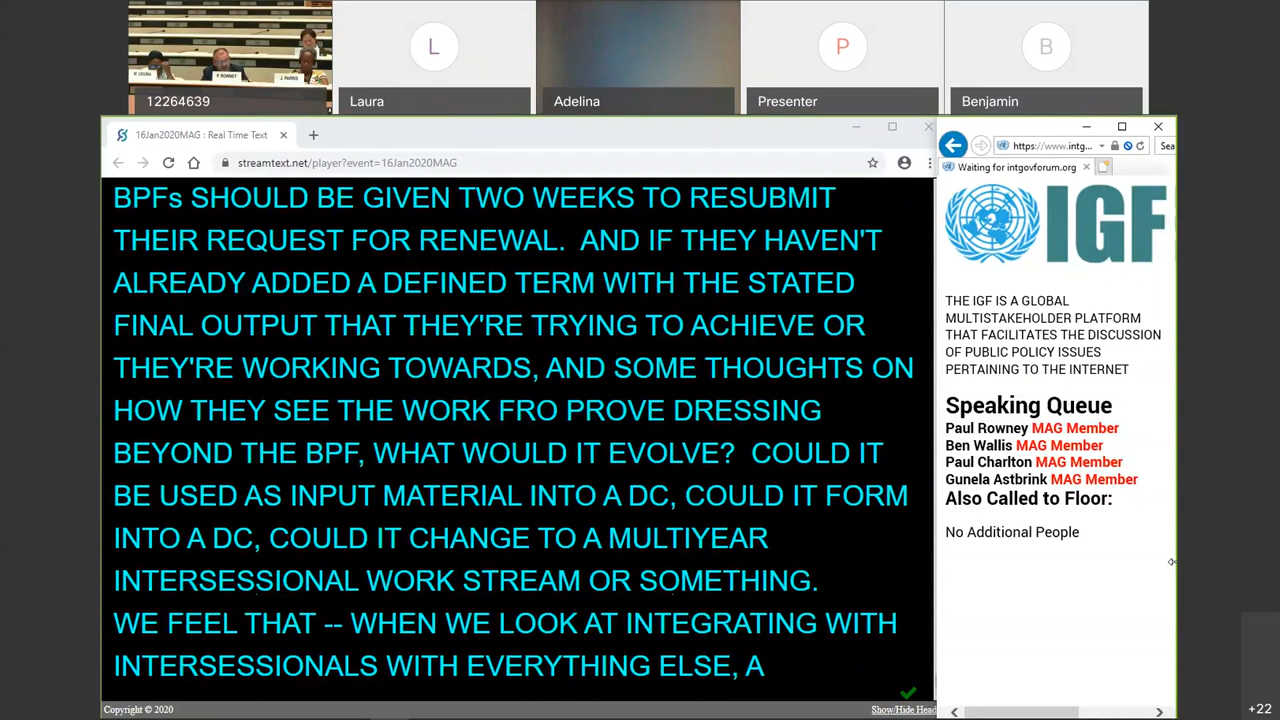 H. LOUMA
P. ROWNEY
J. PARRIS
12264639
L
Laura
Adelina
P
Presenter
B
Benjamin
16Jan2020MAG : Real Time Text
streamtext.net/player?event=16Jan2020MAG
BPFs SHOULD BE GIVEN TWO WEEKS TO RESUBMIT
THEIR REQUEST FOR RENEWAL.  AND IF THEY HAVEN'T
ALREADY ADDED A DEFINED TERM WITH THE STATED
FINAL OUTPUT THAT THEY'RE TRYING TO ACHIEVE OR
THEY'RE WORKING TOWARDS, AND SOME THOUGHTS ON
HOW THEY SEE THE WORK FRO PROVE DRESSING
BEYOND THE BPF, WHAT WOULD IT EVOLVE?  COULD IT
BE USED AS INPUT MATERIAL INTO A DC, COULD IT FORM
INTO A DC, COULD IT CHANGE TO A MULTIYEAR
INTERSESSIONAL WORK STREAM OR SOMETHING.
WE FEEL THAT -- WHEN WE LOOK AT INTEGRATING WITH
INTERSESSIONALS WITH EVERYTHING ELSE, A
Copyright © 2020
Show/Hide Head
https://www.intg...
Sea
Waiting for intgovforum.org
IGF
THE IGF IS A GLOBAL
MULTISTAKEHOLDER PLATFORM
THAT FACILITATES THE DISCUSSION
OF PUBLIC POLICY ISSUES
PERTAINING TO THE INTERNET
Speaking Queue
Paul Rowney MAG Member
Ben Wallis MAG Member
Paul Charlton MAG Member
Gunela Astbrink MAG Member
Also Called to Floor:
No Additional People
+22